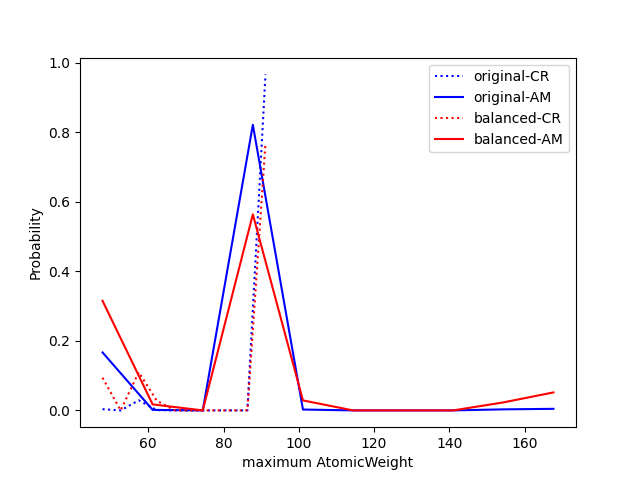 1.0
0.8
0.6
0.4
0.2
0.0
Probability
60 80 100 120 140 160
maximum AtomicWeight
original-CR
original-AM
balanced-CR
balanced-AM